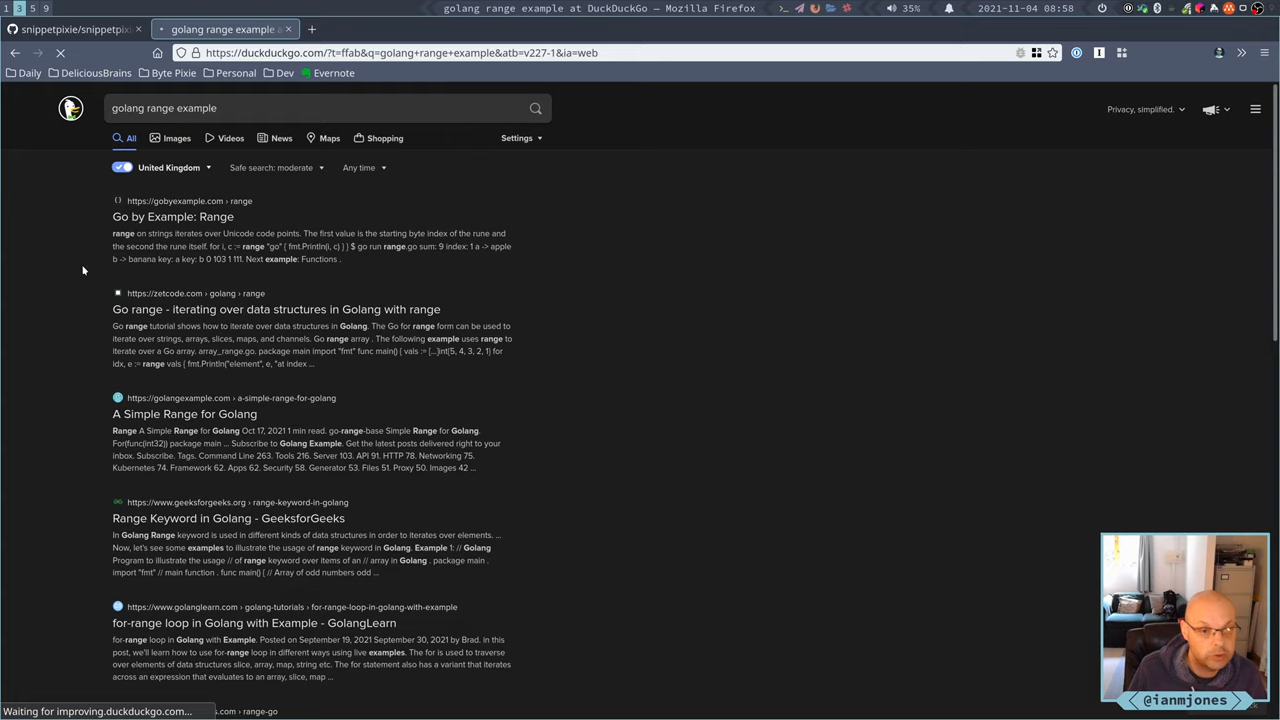 1 3 5 9
golang range example at DuckDuckGo — Mozilla Firefox
35%
2021-11-04 08:58
snippetpixie/snippetpixi
golang range example a
https://duckduckgo.com/?t=ffab&q=golang+range+example&atb=v227-1&ia=web
Daily DeliciousBrains Byte Pixie Personal Dev Evernote
golang range example
Privacy, simplified.
All Images Videos News Maps Shopping Settings
United Kingdom Safe search: moderate Any time
https://gobyexample.com › range
Go by Example: Range
range on strings iterates over Unicode code points. The first value is the starting byte index of the rune and
the second the rune itself. for i, c := range "go" { fmt.Println(i, c) } } $ go run range.go sum: 9 index: 1 a -> apple
b -> banana key: a key: b 0 103 1 111. Next example: Functions .
https://zetcode.com › golang › range
Go range - iterating over data structures in Golang with range
Go range tutorial shows how to iterate over data structures in Golang. The Go for range form can be used to
iterate over strings, arrays, slices, maps, and channels. Go range array . The following example uses range to
iterate over a Go array. array_range.go. package main import "fmt" func main() { vals := [...]int{5, 4, 3, 2, 1} for
idx, e := range vals { fmt.Println("element", e, "at index ...
https://golangexample.com › a-simple-range-for-golang
A Simple Range for Golang
Range A Simple Range for Golang Oct 17, 2021 1 min read. go-range-base Simple Range for Golang.
For(func(int32)) package main ... Subscribe to Golang Example. Get the latest posts delivered right to your
inbox. Subscribe. Tags. Command Line 263. Tools 216. Server 103. API 91. HTTP 78. Networking 75.
Kubernetes 74. Framework 62. Apps 62. Security 58. Generator 53. Files 51. Proxy 50. Images 42 ...
https://www.geeksforgeeks.org › range-keyword-in-golang
Range Keyword in Golang - GeeksforGeeks
In Golang Range keyword is used in different kinds of data structures in order to iterates over elements. ...
Now, let's see some examples to illustrate the usage of range keyword in Golang. Example 1: // Golang
Program to illustrate the usage // of range keyword over items of an // array in Golang . package main .
import "fmt" // main function . func main() { // Array of odd numbers odd ...
https://www.golanglearn.com › golang-tutorials › for-range-loop-in-golang-with-example
for-range loop in Golang with Example - GolangLearn
for-range loop in Golang with Example. Posted on September 19, 2021 September 30, 2021 by Brad. in this
post, we'll learn how to use for-range loop in different ways using live examples. The for is used to traverse
over elements of data structures slice, array, map, string etc. The for statement also has a variant that iterates
across an expression that evaluates to an array, slice, map ...
Waiting for improving.duckduckgo.com...
s.com › range-go
@ianmjones